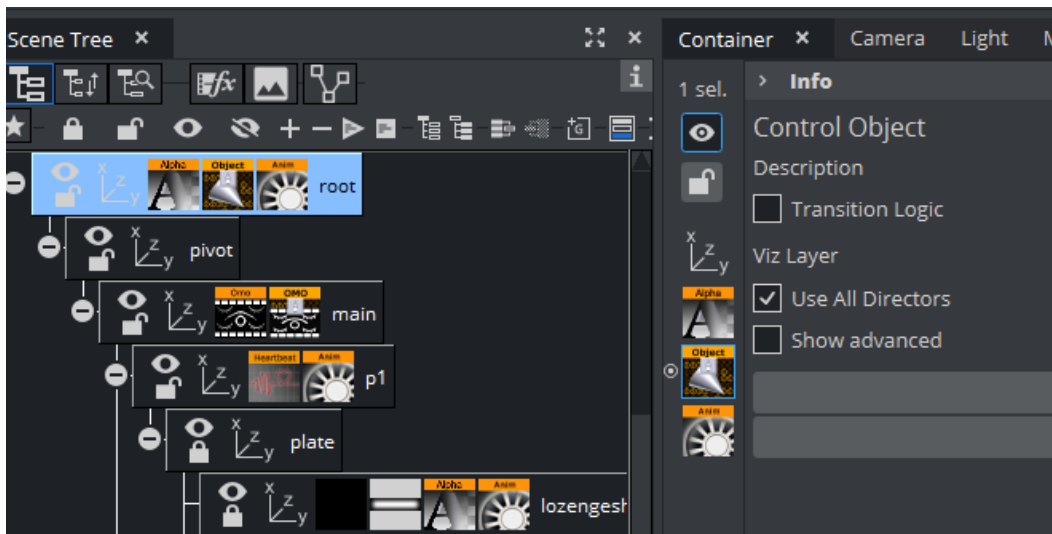 Scene Tree
Container
Camera
Light
1 sel.
Info
Control Object
Description
Transition Logic
Viz Layer
Use All Directors
Show advanced
Alpha
Object
Anim
root
pivot
Omo
OMO
main
Heartbeat
Anim
p1
plate
Alpha
Anim
Alpha
Object
Anim